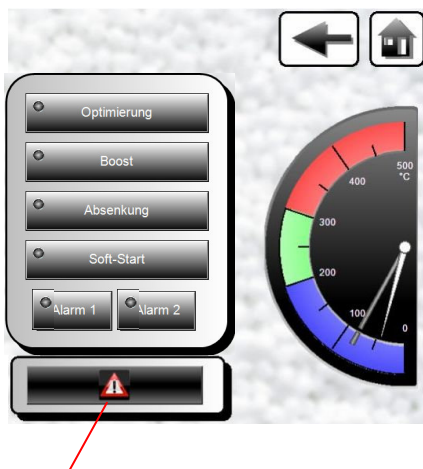 Optimierung
Boost
Absenkung
Soft-Start
Alarm 1
Alarm 2
500
°C
400
300
200
100
0